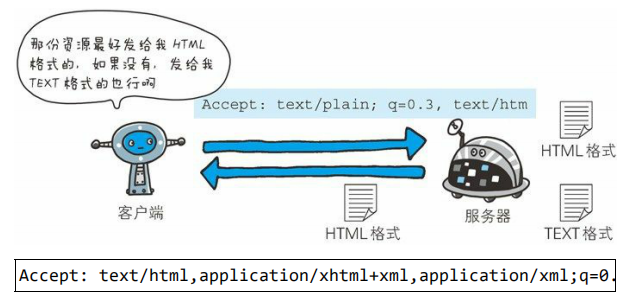 那份资源最好发给我 HTML
格式的, 如果没有, 发给我
TEXT 格式的也行啊
Accept: text/plain; q=0.3, text/htm
HTML 格式
客户端
HTML 格式
服务器
TEXT 格式
Accept: text/html,application/xhtml+xml,application/xml;q=0.